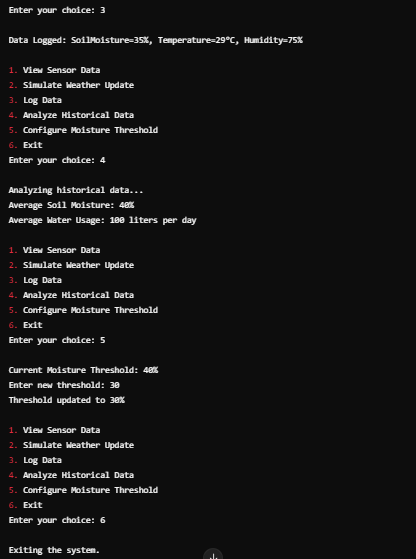 Enter your choice: 3
Data Logged: SoilMoisture=35%, Temperature=29°C, Humidity=75%
1. View Sensor Data
2. Simulate Weather Update
3. Log Data
4. Analyze Historical Data
5. Configure Moisture Threshold
6. Exit
Enter your choice: 4
Analyzing historical data...
Average Soil Moisture: 40%
Average Water Usage: 100 liters per day
1. View Sensor Data
2. Simulate Weather Update
3. Log Data
4. Analyze Historical Data
5. Configure Moisture Threshold
6. Exit
Enter your choice: 5
Current Moisture Threshold: 40%
Enter new threshold: 30
Threshold updated to 30%
1. View Sensor Data
2. Simulate Weather Update
3. Log Data
4. Analyze Historical Data
5. Configure Moisture Threshold
6. Exit
Enter your choice: 6
Exiting the system.